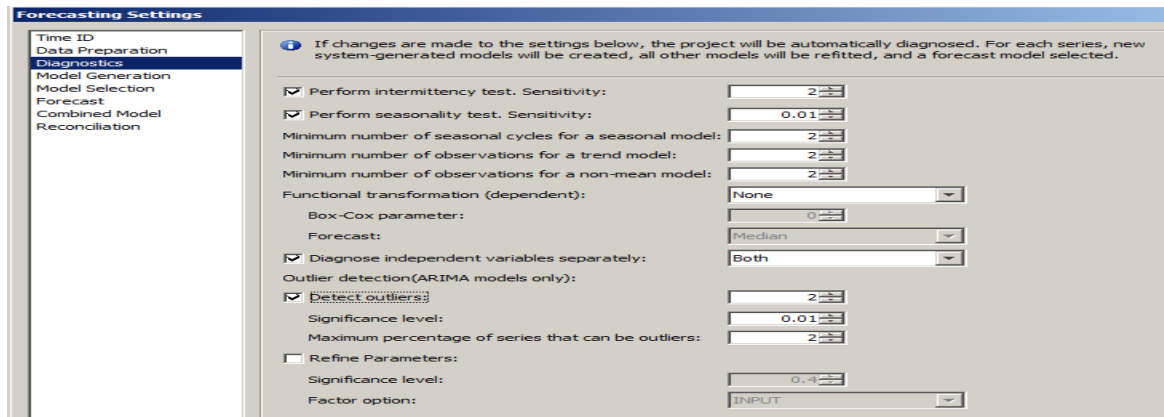 Forecasting Settings
Time ID
Data Preparation
Diagnostics
Model Generation
Model Selection
Forecast
Combined Model
Reconciliation
If changes are made to the settings below, the project will be automatically diagnosed. For each series, new
system-generated models will be created, all other models will be refitted, and a forecast model selected.
Perform intermittency test. Sensitivity: 2
Perform seasonality test. Sensitivity: 0.01
Minimum number of seasonal cycles for a seasonal model: 2
Minimum number of observations for a trend model: 2
Minimum number of observations for a non-mean model: 2
Functional transformation (dependent): None
Box-Cox parameter: 0
Forecast: Median
Diagnose independent variables separately: Both
Outlier detection(ARIMA models only):
Detect outliers: 2
Significance level: 0.01
Maximum percentage of series that can be outliers: 2
Refine Parameters:
Significance level: 0.4
Factor option: INPUT